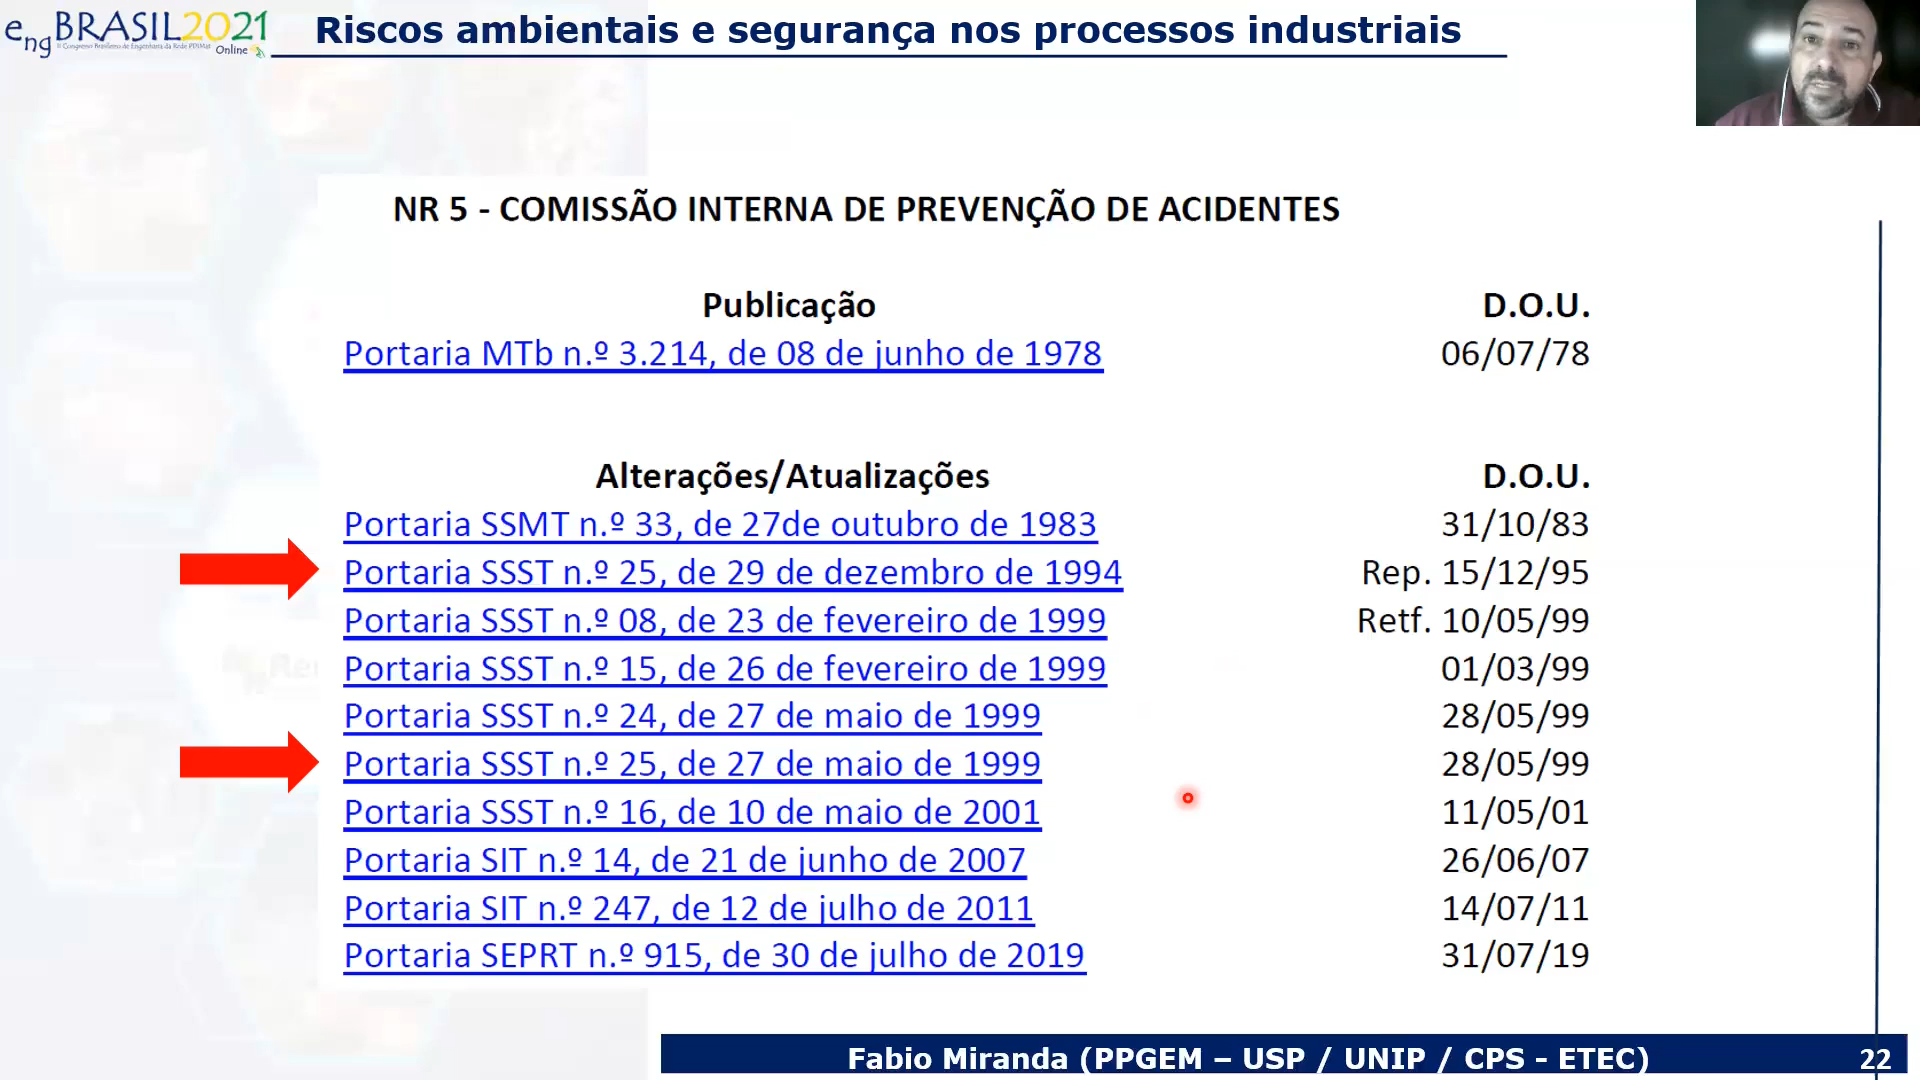 engBRASIL2021
II Congresso Brasileiro de Engenharia da Rede PDIMat
Online
Riscos ambientais e segurança nos processos industriais
NR 5 - COMISSÃO INTERNA DE PREVENÇÃO DE ACIDENTES
Publicação D.O.U.
Portaria MTb n.º 3.214, de 08 de junho de 1978 06/07/78
Alterações/Atualizações D.O.U.
Portaria SSMT n.º 33, de 27de outubro de 1983 31/10/83
Portaria SSST n.º 25, de 29 de dezembro de 1994 Rep. 15/12/95
Portaria SSST n.º 08, de 23 de fevereiro de 1999 Retf. 10/05/99
Portaria SSST n.º 15, de 26 de fevereiro de 1999 01/03/99
Portaria SSST n.º 24, de 27 de maio de 1999 28/05/99
Portaria SSST n.º 25, de 27 de maio de 1999 28/05/99
Portaria SSST n.º 16, de 10 de maio de 2001 11/05/01
Portaria SIT n.º 14, de 21 de junho de 2007 26/06/07
Portaria SIT n.º 247, de 12 de julho de 2011 14/07/11
Portaria SEPRT n.º 915, de 30 de julho de 2019 31/07/19
Fabio Miranda (PPGEM – USP / UNIP / CPS - ETEC) 22